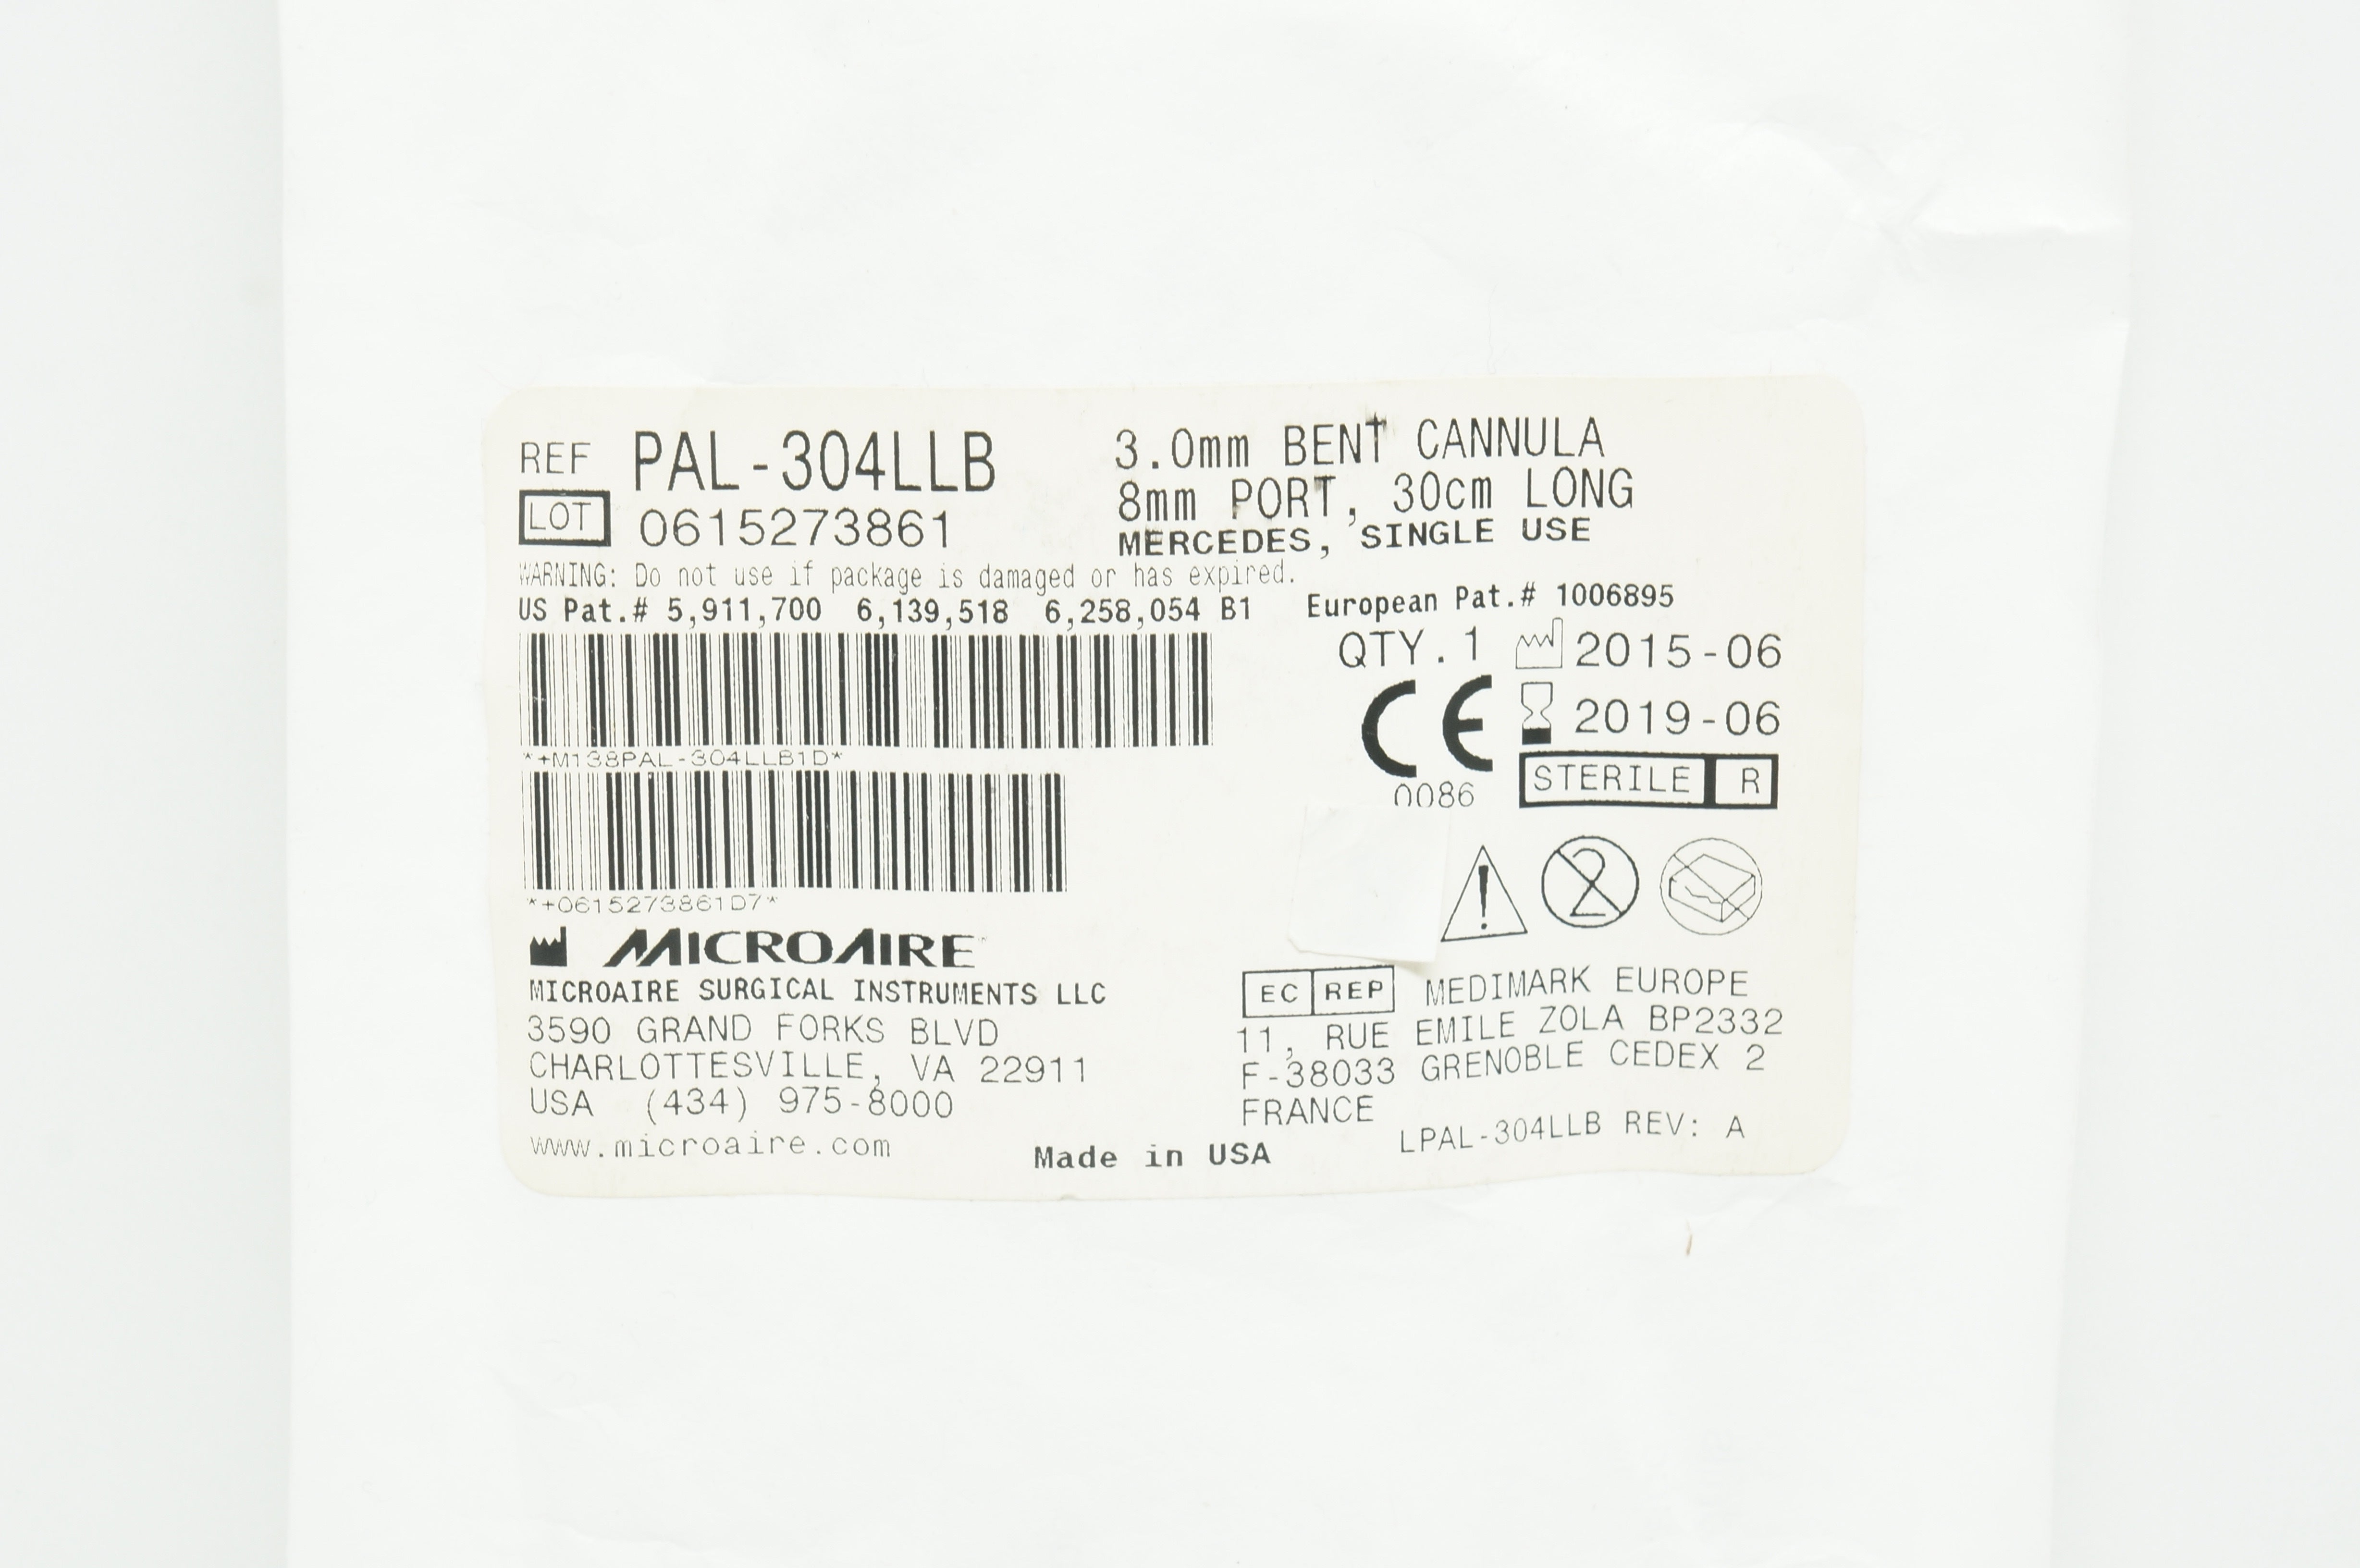 REF PAL-304LLB
LOT 0615273861
3.0mm BENT CANNULA
8mm PORT, 30cm LONG
MERCEDES, SINGLE USE
WARNING: Do not use if package is damaged or has expired.
US Pat.# 5,911,700 6,139,518 6,258,054 B1 European Pat.# 1006895
QTY. 1 2015-06
2019-06
CE
0086
STERILE R
*+M138PAL-304LLB1D*
*+0615273861D7*
2
MICROAIRE™
MICROAIRE SURGICAL INSTRUMENTS LLC
3590 GRAND FORKS BLVD
CHARLOTTESVILLE, VA 22911
USA (434) 975-8000
www.microaire.com
EC REP MEDIMARK EUROPE
11, RUE EMILE ZOLA BP2332
F-38033 GRENOBLE CEDEX 2
FRANCE
LPAL-304LLB REV: A
Made in USA